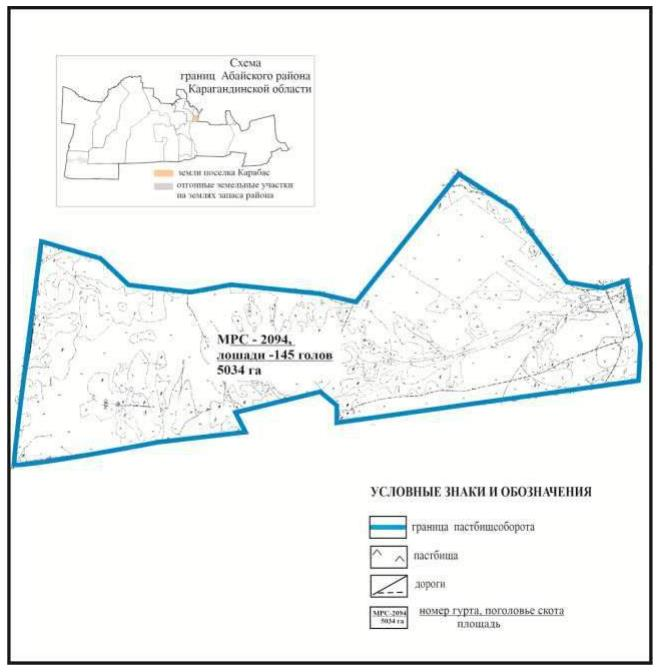 Схема
границ Абайского района
Карагандинской области
земли поселка Карабас
отгонные земельные участки
на землях запаса района
МРС - 2094,
лошади -145 голов
5034 га
УСЛОВНЫЕ ЗНАКИ И ОБОЗНАЧЕНИЯ
граница пастбищеоборота
пастбища
дороги
МРС-2094
5034 га
номер гурта, поголовье скота
площадь